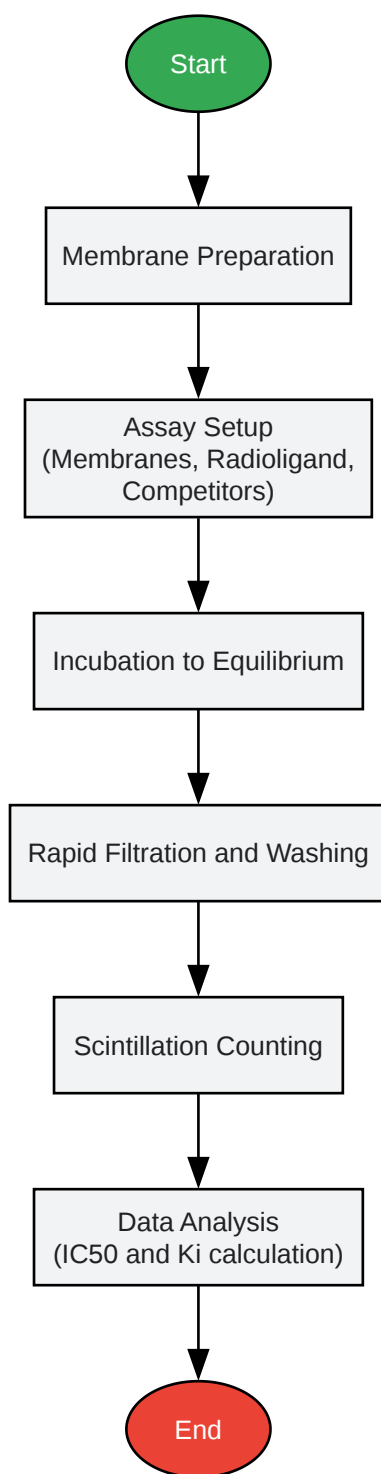 Start
Membrane Preparation
Assay Setup
(Membranes, Radioligand,
Competitors)
Incubation to Equilibrium
Rapid Filtration and Washing
Scintillation Counting
Data Analysis
(IC50 and Ki calculation)
End